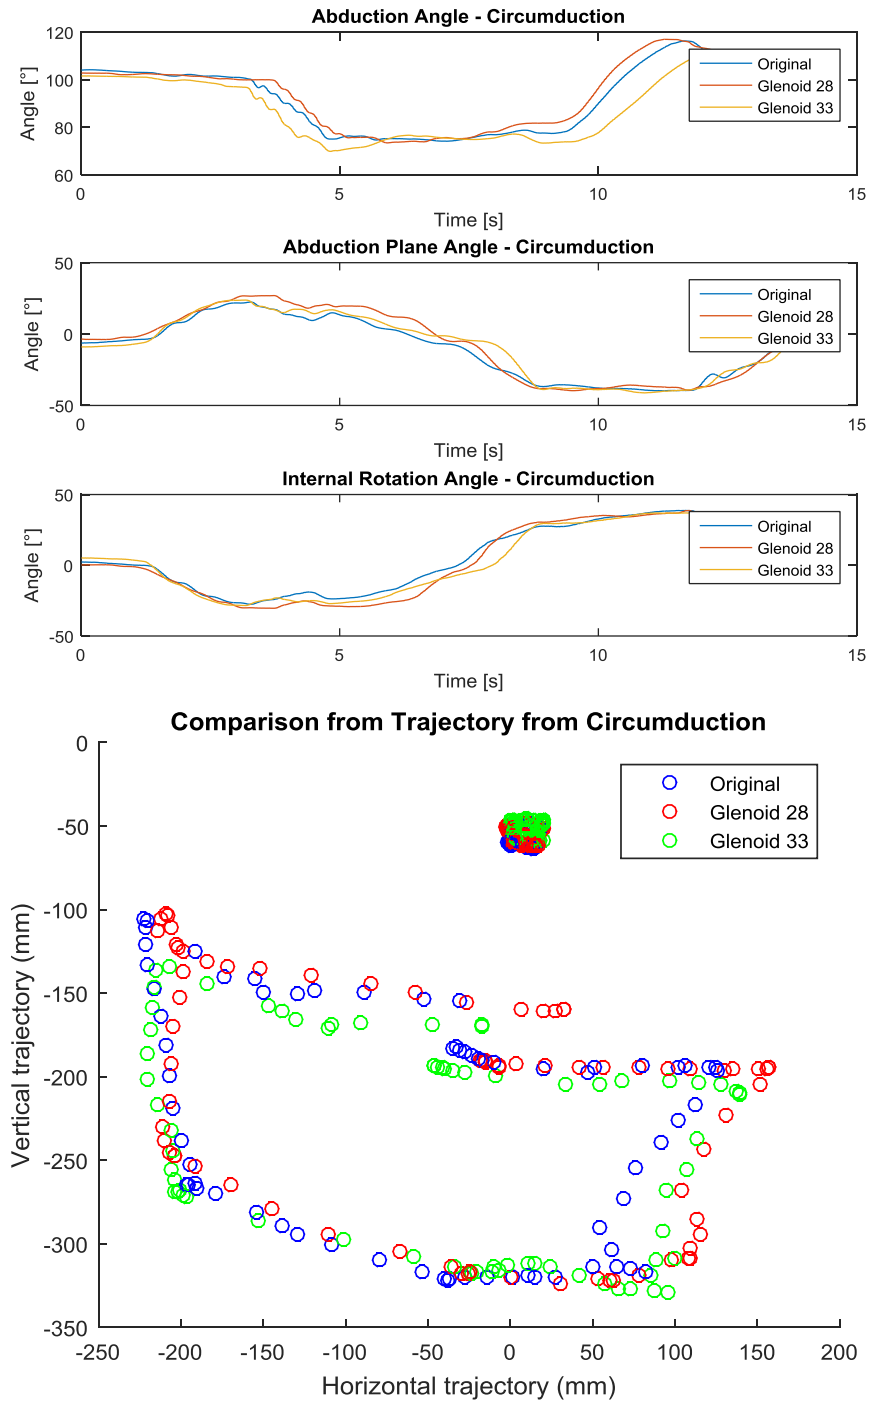 Abduction Angle - Circumduction
120
100
80
60
Angle [°]
Original
Glenoid 28
Glenoid 33
0
5
10
15
Time [s]
Abduction Plane Angle - Circumduction
50
0
-50
Angle [°]
Original
Glenoid 28
Glenoid 33
0
5
10
15
Time [s]
Internal Rotation Angle - Circumduction
50
0
-50
Angle [°]
Original
Glenoid 28
Glenoid 33
0
5
10
15
Time [s]
Comparison from Trajectory from Circumduction
0
-50
-100
-150
-200
-250
-300
-350
Vertical trajectory (mm)
Original
Glenoid 28
Glenoid 33
-250
-200
-150
-100
-50
0
50
100
150
200
Horizontal trajectory (mm)